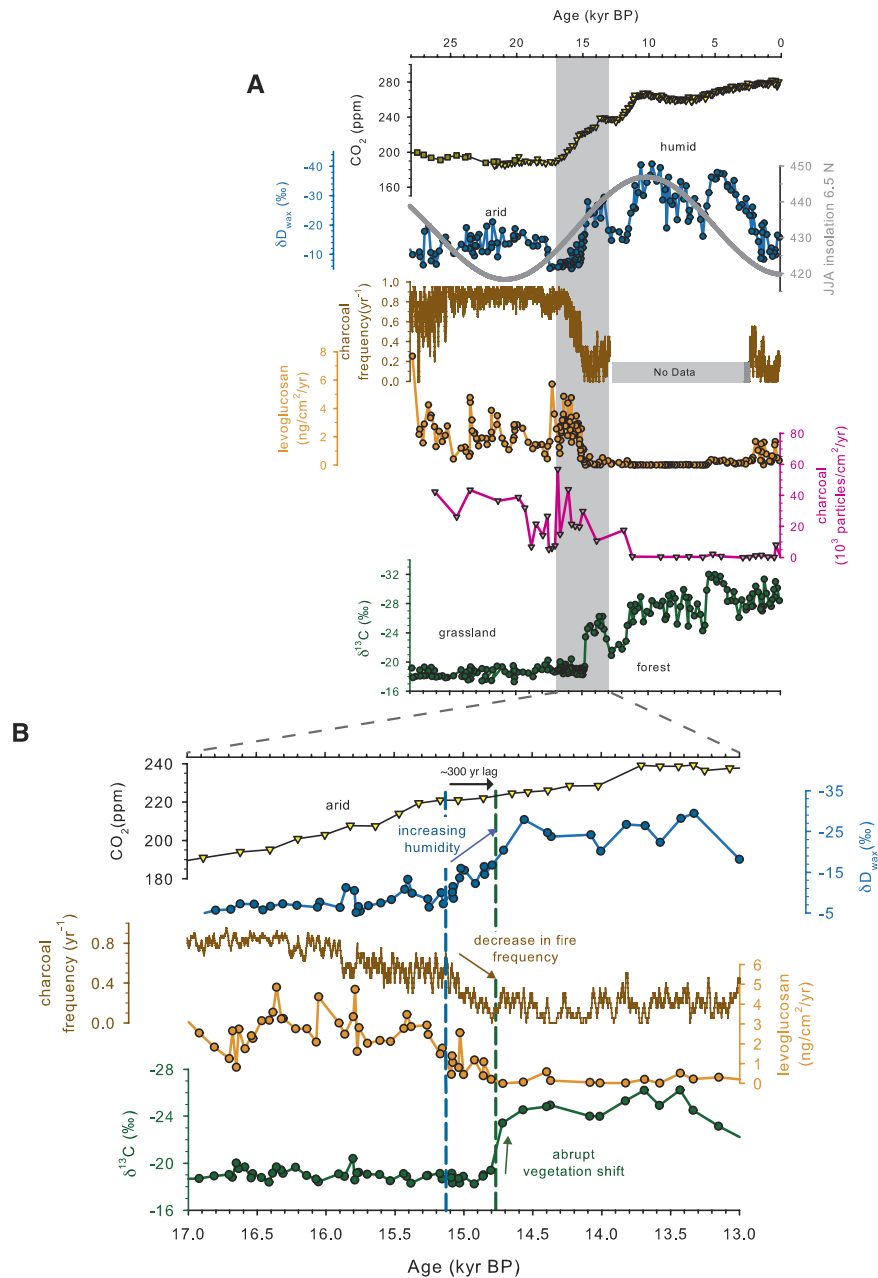 Age (kyr BP)
25 20 15 10 5 0
A
280
240
200
160
CO2 (ppm)
humid
arid
-40
-30
-20
-10
δDwax (‰)
450
440
430
420
JJA insolation 6.5 N
1.0
0.8
0.6
0.4
0.2
0.0
charcoal
frequency(yr-1)
No Data
8
6
4
2
0
levoglucosan
(ng/cm2/yr)
80
60
40
20
0
charcoal
(10³ particles/cm2/yr)
-32
-28
-24
-20
-16
δ13C (‰)
grassland
forest
B
240
220
200
180
CO2(ppm)
~300 yr lag
arid
increasing
humidity
-35
-25
-15
-5
δDwax (‰)
0.8
0.4
0.0
charcoal
frequency (yr-1)
decrease in fire
frequency
6
5
4
3
2
1
0
levoglucosan
(ng/cm2/yr)
-28
-24
-20
-16
δ13C (‰)
abrupt
vegetation shift
17.0 16.5 16.0 15.5 15.0 14.5 14.0 13.5 13.0
Age (kyr BP)